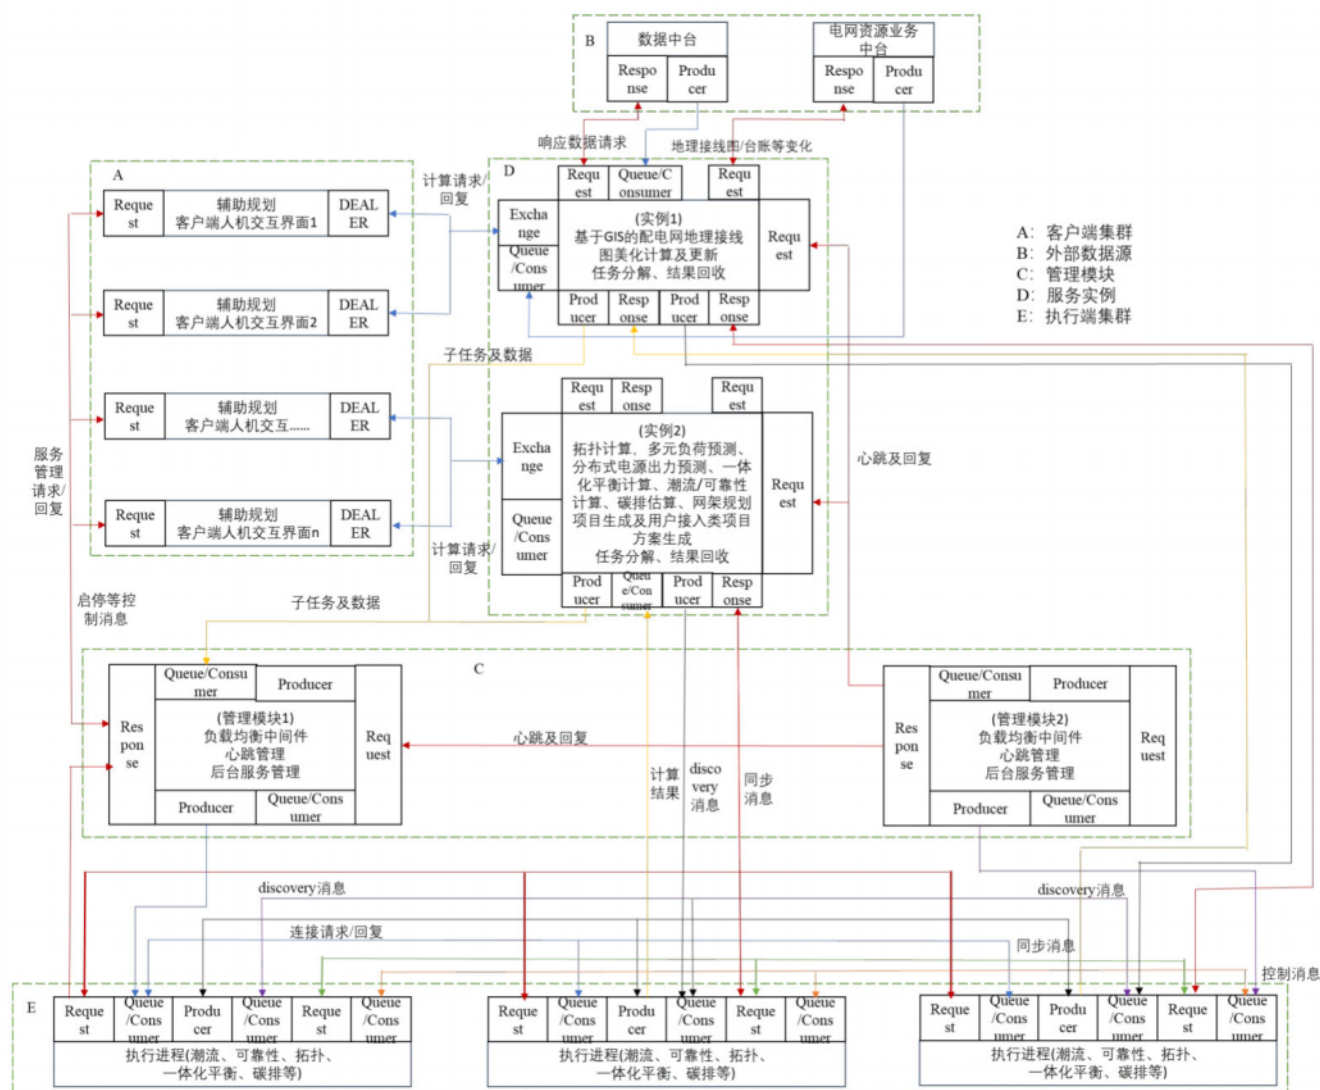 B
数据中台
电网资源业务
中台
Respo
nse
Produ
cer
Respo
nse
Produ
cer
响应数据请求
地理接线图/台账等变化
A
计算请求/
回复
D
Reque
st
辅助规划
客户端人机交互界面1
DEAL
ER
Reque
st
辅助规划
客户端人机交互界面2
DEAL
ER
Reque
st
辅助规划
客户端人机交互……
DEAL
ER
Reque
st
辅助规划
客户端人机交互界面n
DEAL
ER
Requ
est
Queue/C
onsumer
Requ
est
Excha
nge
Queue
/Cons
umer
(实例1)
基于GIS的配电网地理接线
图美化计算及更新
任务分解、结果回收
Requ
est
Prod
ucer
Resp
onse
Prod
ucer
Resp
onse
A：客户端集群
B：外部数据源
C：管理模块
D：服务实例
E：执行端集群
子任务及数据
Requ
est
Resp
onse
Requ
est
Excha
nge
Queue
/Cons
umer
(实例2)
拓扑计算，多元负荷预测、
分布式电源出力预测、一体
化平衡计算、潮流/可靠性
计算、碳排估算、网架规划
项目生成及用户接入类项目
方案生成
任务分解、结果回收
Requ
est
Prod
ucer
Queu
e/Con
sumer
Prod
ucer
Resp
onse
心跳及回复
服务
管理
请求/
回复
计算请求/
回复
启停等控
制消息
子任务及数据
C
Res
pon
se
Queue/Consu
mer
Producer
(管理模块1)
负载均衡中间件
心跳管理
后台服务管理
Req
uest
Producer
Queue/Cons
umer
心跳及回复
计算
结果
disco
very
消息
同步
消息
Res
pon
se
Queue/Consu
mer
Producer
(管理模块2)
负载均衡中间件
心跳管理
后台服务管理
Req
uest
Producer
Queue/Cons
umer
discovery消息
discovery消息
连接请求/回复
同步消息
控制消息
E
Reque
st
Queue
/Cons
umer
Produ
cer
Queue
/Cons
umer
Reque
st
Queue
/Cons
umer
执行进程(潮流、可靠性、拓扑、
一体化平衡、碳排等)
Reque
st
Queue
/Cons
umer
Produ
cer
Queue
/Cons
umer
Reque
st
Queue
/Cons
umer
执行进程(潮流、可靠性、拓扑、
一体化平衡、碳排等)
Reque
st
Queue
/Cons
umer
Produ
cer
Queue
/Cons
umer
Reque
st
Queue
/Cons
umer
执行进程(潮流、可靠性、拓扑、
一体化平衡、碳排等)